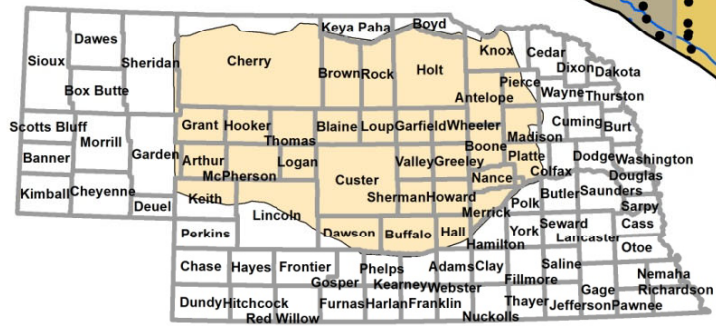 Keya Paha Boyd
Dawes Knox Cedar
Sioux Sheridan Cherry Brown Rock Holt Dixon Dakota
Box Butte Pierce Wayne Thurston
Antelope
Scotts Bluff Grant Hooker Thomas Blaine Loup Garfield Wheeler Madison Cuming Burt
Morrill
Banner Garden Arthur Logan Valley Greeley Boone Platte Dodge Washington
McPherson Colfax Douglas
Kimball Cheyenne Keith Custer Nance Butler Saunders
Deuel Lincoln Sherman Howard Merrick Polk Sarpy
Perkins Dawson Buffalo Hall York Seward Cass
Hamilton Lancaster Otoe
Chase Hayes Frontier Phelps Adams Clay Saline
Gosper Kearney Webster Fillmore Nemaha
Dundy Hitchcock Furnas Harlan Franklin Thayer Gage Richardson
Red Willow Nuckolls Jefferson Pawnee